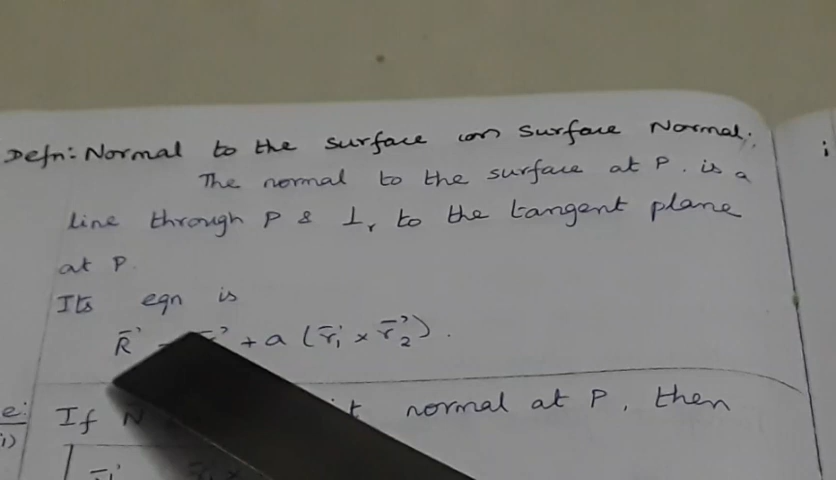 Defn: Normal to the surface (or) Surface Normal.
The normal to the surface at P. is a
line through P & ⊥r to the tangent plane
at P.
Its eqn is
R⃗ = r⃗ + a (r⃗1 × r⃗2).
If N normal at P, then